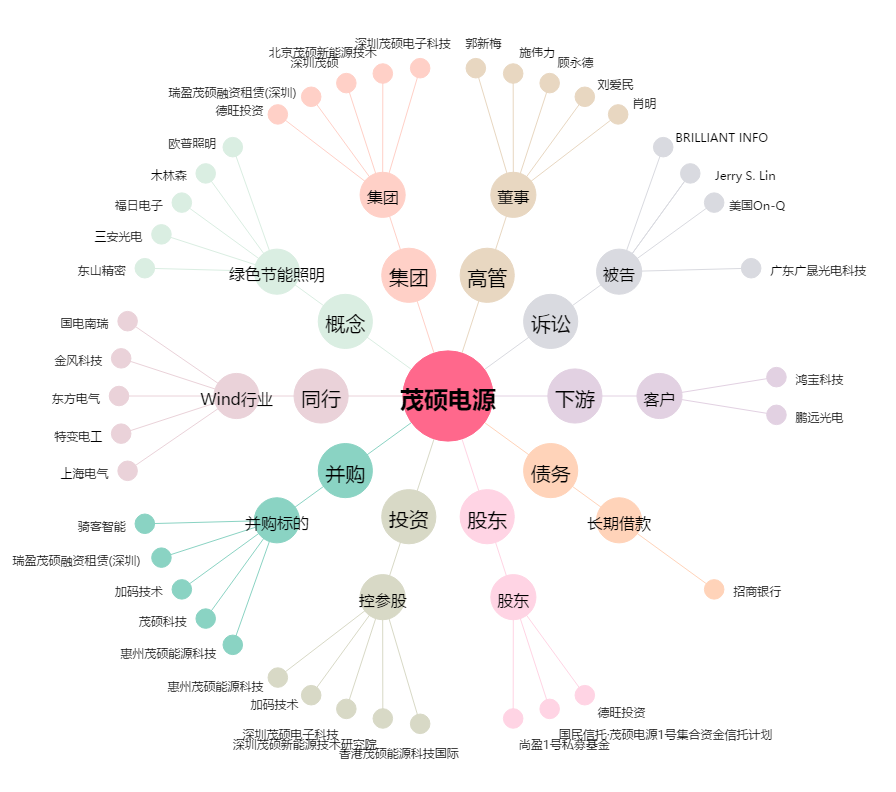 深圳茂硕电子科技
郭新梅
北京茂硕新能源技术
施伟力
深圳茂硕
顾永德
瑞盈茂硕融资租赁(深圳)
刘爱民
德旺投资
肖明
欧普照明
BRILLIANT INFO
木林森
Jerry S. Lin
福日电子
集团
董事
美国On-Q
三安光电
东山精密
绿色节能照明
集团
高管
被告
广东广晟光电科技
国电南瑞
概念
诉讼
金风科技
鸿宝科技
东方电气
Wind行业
同行
茂硕电源
下游
客户
特变电工
鹏远光电
上海电气
并购
债务
骑客智能
并购标的
投资
股东
长期借款
瑞盈茂硕融资租赁(深圳)
加码技术
控参股
股东
招商银行
茂硕科技
惠州茂硕能源科技
惠州茂硕能源科技
加码技术
德旺投资
深圳茂硕电子科技
国民信托·茂硕电源1号集合资金信托计划
深圳茂硕新能源技术研究院
尚盈1号私募基金
香港茂硕能源科技国际